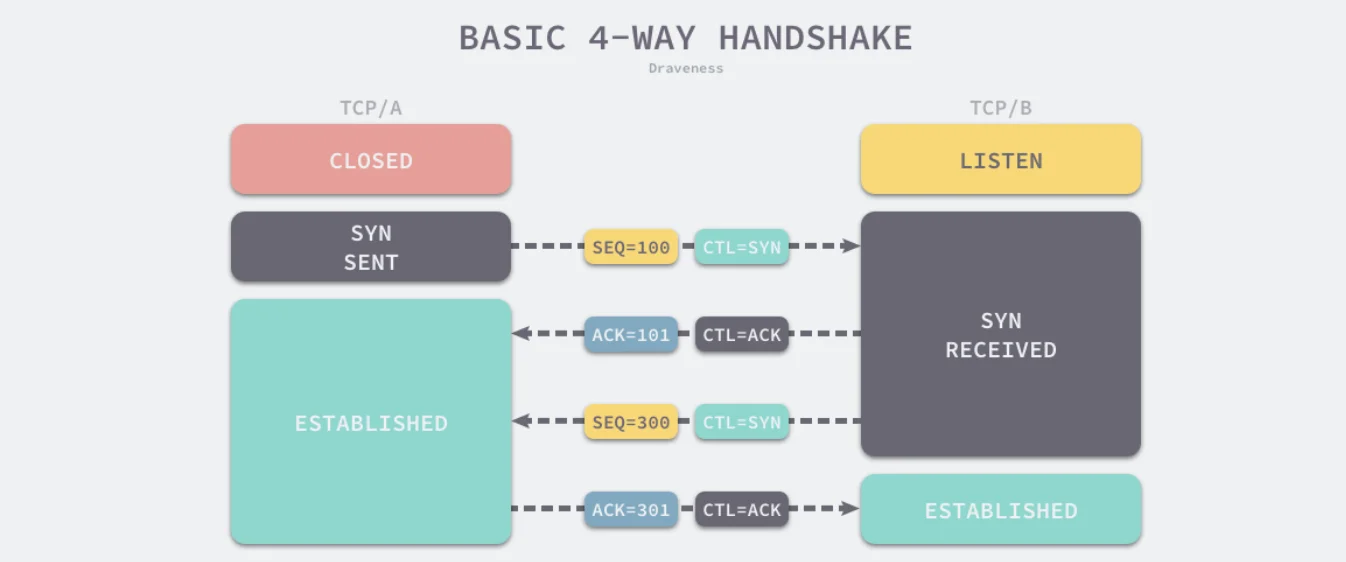 BASIC 4-WAY HANDSHAKE
Draveness
TCP/A
TCP/B
CLOSED
LISTEN
SYN
SENT
SEQ=100
CTL=SYN
SYN
RECEIVED
ACK=101
CTL=ACK
ESTABLISHED
SEQ=300
CTL=SYN
ACK=301
CTL=ACK
ESTABLISHED